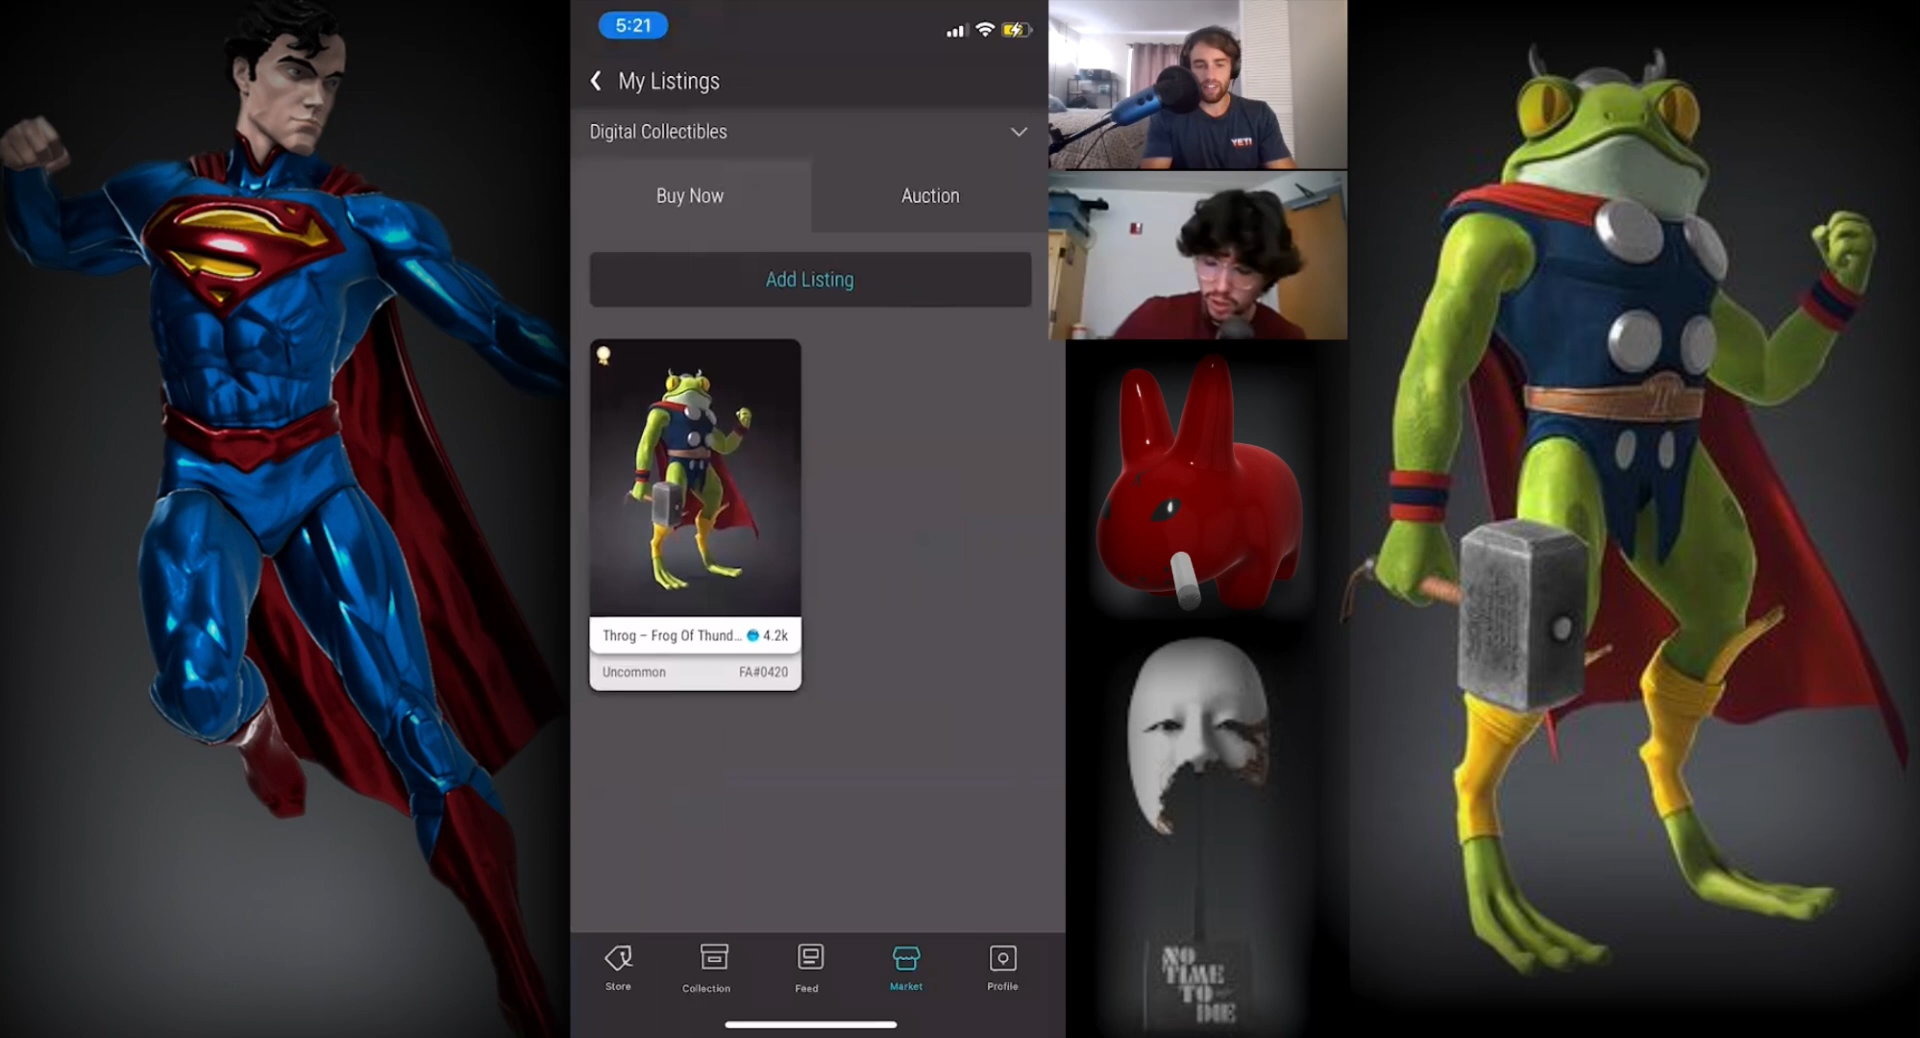 5:21
My Listings
Digital Collectibles
Buy Now
Auction
Add Listing
Throg – Frog Of Thund... 4.2k
Uncommon FA#0420
Store
Collection
Feed
Market
Profile
YETI
NO
TIME
TO
DIE